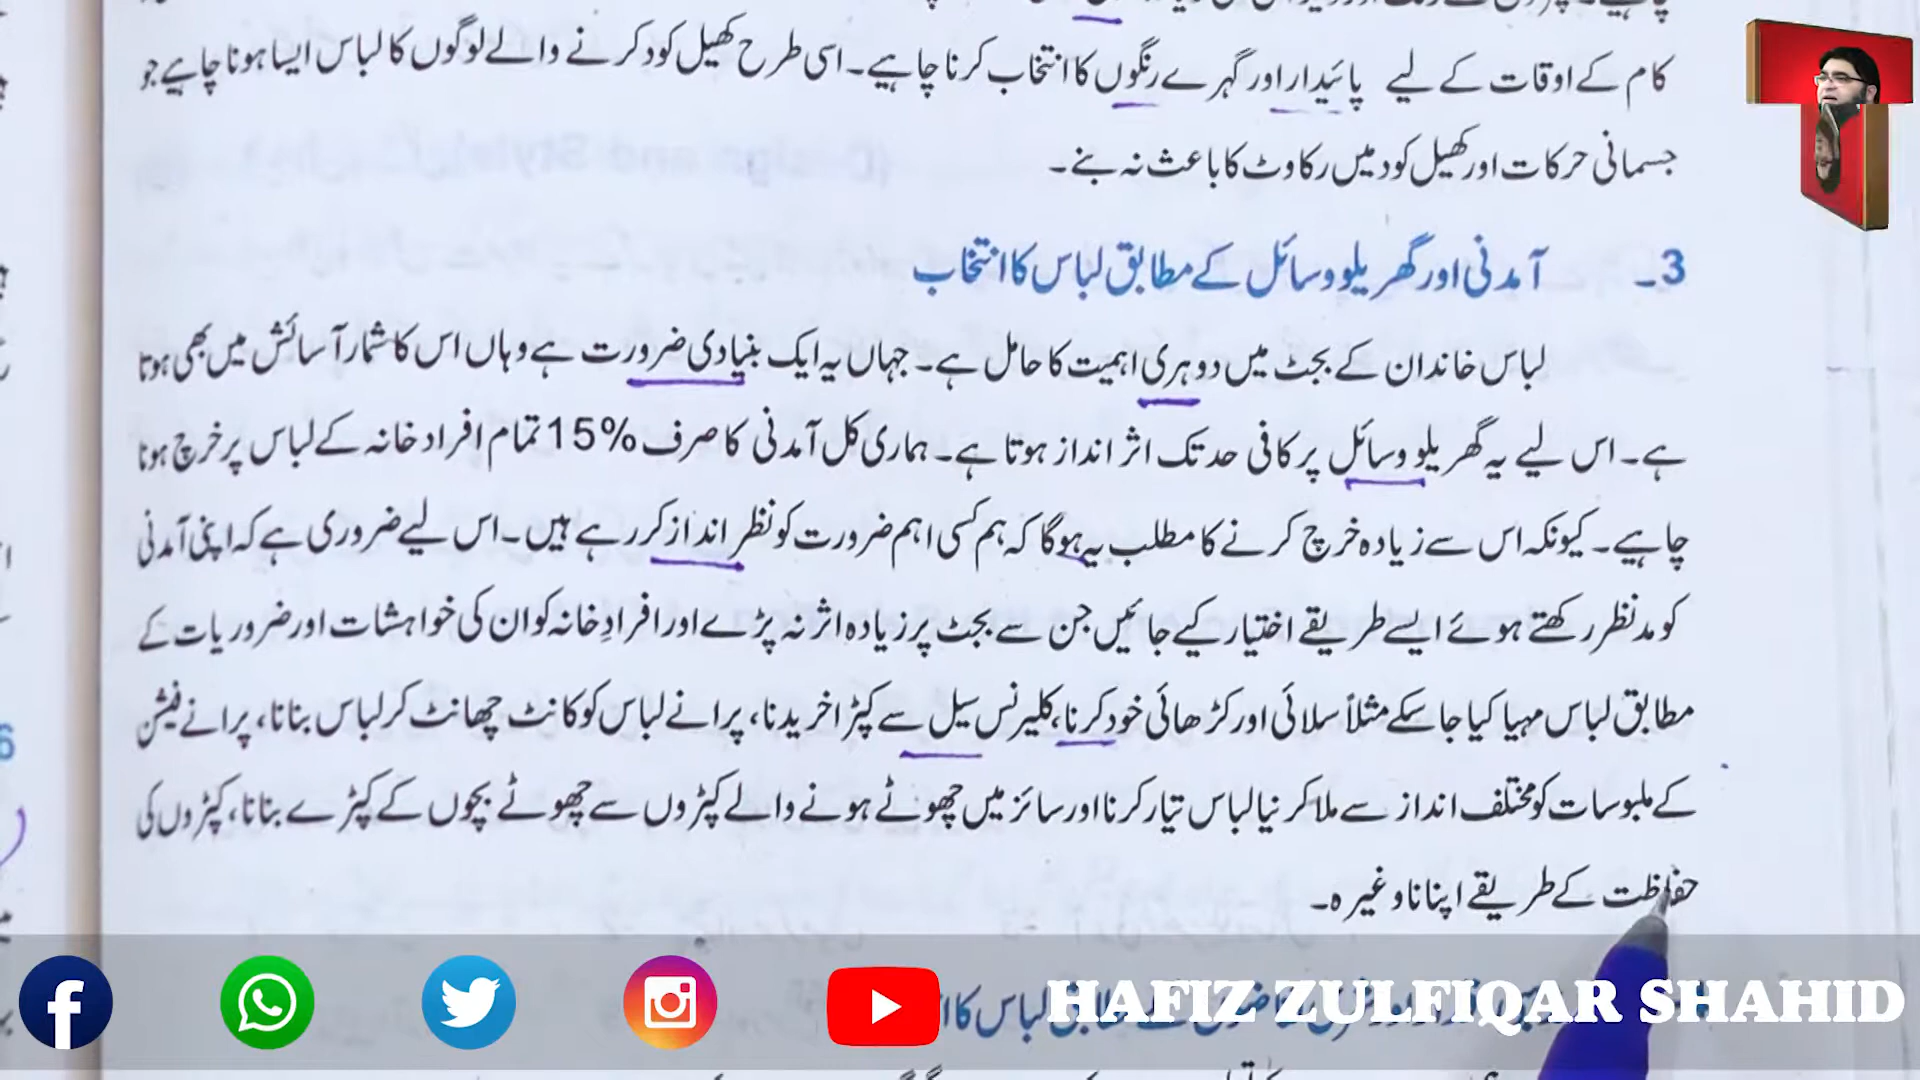 کام کے اوقات کے لیے پائیدار اور گہرے رنگوں کا انتخاب کرنا چاہیے۔ اسی طرح کھیل کود کرنے والے لوگوں کا لباس ایسا ہونا چاہیے جو
جسمانی حرکات اور کھیل کود میں رکاوٹ کا باعث نہ بنے۔
3۔ آمدنی اور گھریلو وسائل کے مطابق لباس کا انتخاب
لباس خاندان کے بجٹ میں دوہری اہمیت کا حامل ہے۔ جہاں یہ ایک بنیادی ضرورت ہے وہاں اس کا شمار آسائش میں بھی ہوتا
ہے۔ اس لیے یہ گھریلو وسائل پر کافی حد تک اثر انداز ہوتا ہے۔ ہماری کل آمدنی کا صرف 15% تمام افراد خانہ کے لباس پر خرچ ہونا
چاہیے۔ کیونکہ اس سے زیادہ خرچ کرنے کا مطلب یہ ہوگا کہ ہم کسی اہم ضرورت کو نظر انداز کر رہے ہیں۔ اس لیے ضروری ہے کہ اپنی آمدنی
کو مدنظر رکھتے ہوئے ایسے طریقے اختیار کیے جائیں جن سے بجٹ پر زیادہ اثر نہ پڑے اور افرادِ خانہ کو ان کی خواہشات اور ضروریات کے
مطابق لباس مہیا کیا جا سکے مثلاً سلائی اور کڑھائی خود کرنا، کلیرنس سیل سے کپڑا خریدنا، پرانے لباس کو کانٹ چھانٹ کر لباس بنانا، پرانے فیشن
کے ملبوسات کو مختلف انداز سے ملا کر نیا لباس تیار کرنا اور سائز میں چھوٹے ہونے والے کپڑوں سے چھوٹے بچوں کے کپڑے بنانا، کپڑوں کی
حفاظت کے طریقے اپنانا وغیرہ۔
کے مطابق لباس کا
HAFIZ ZULFIQAR SHAHID